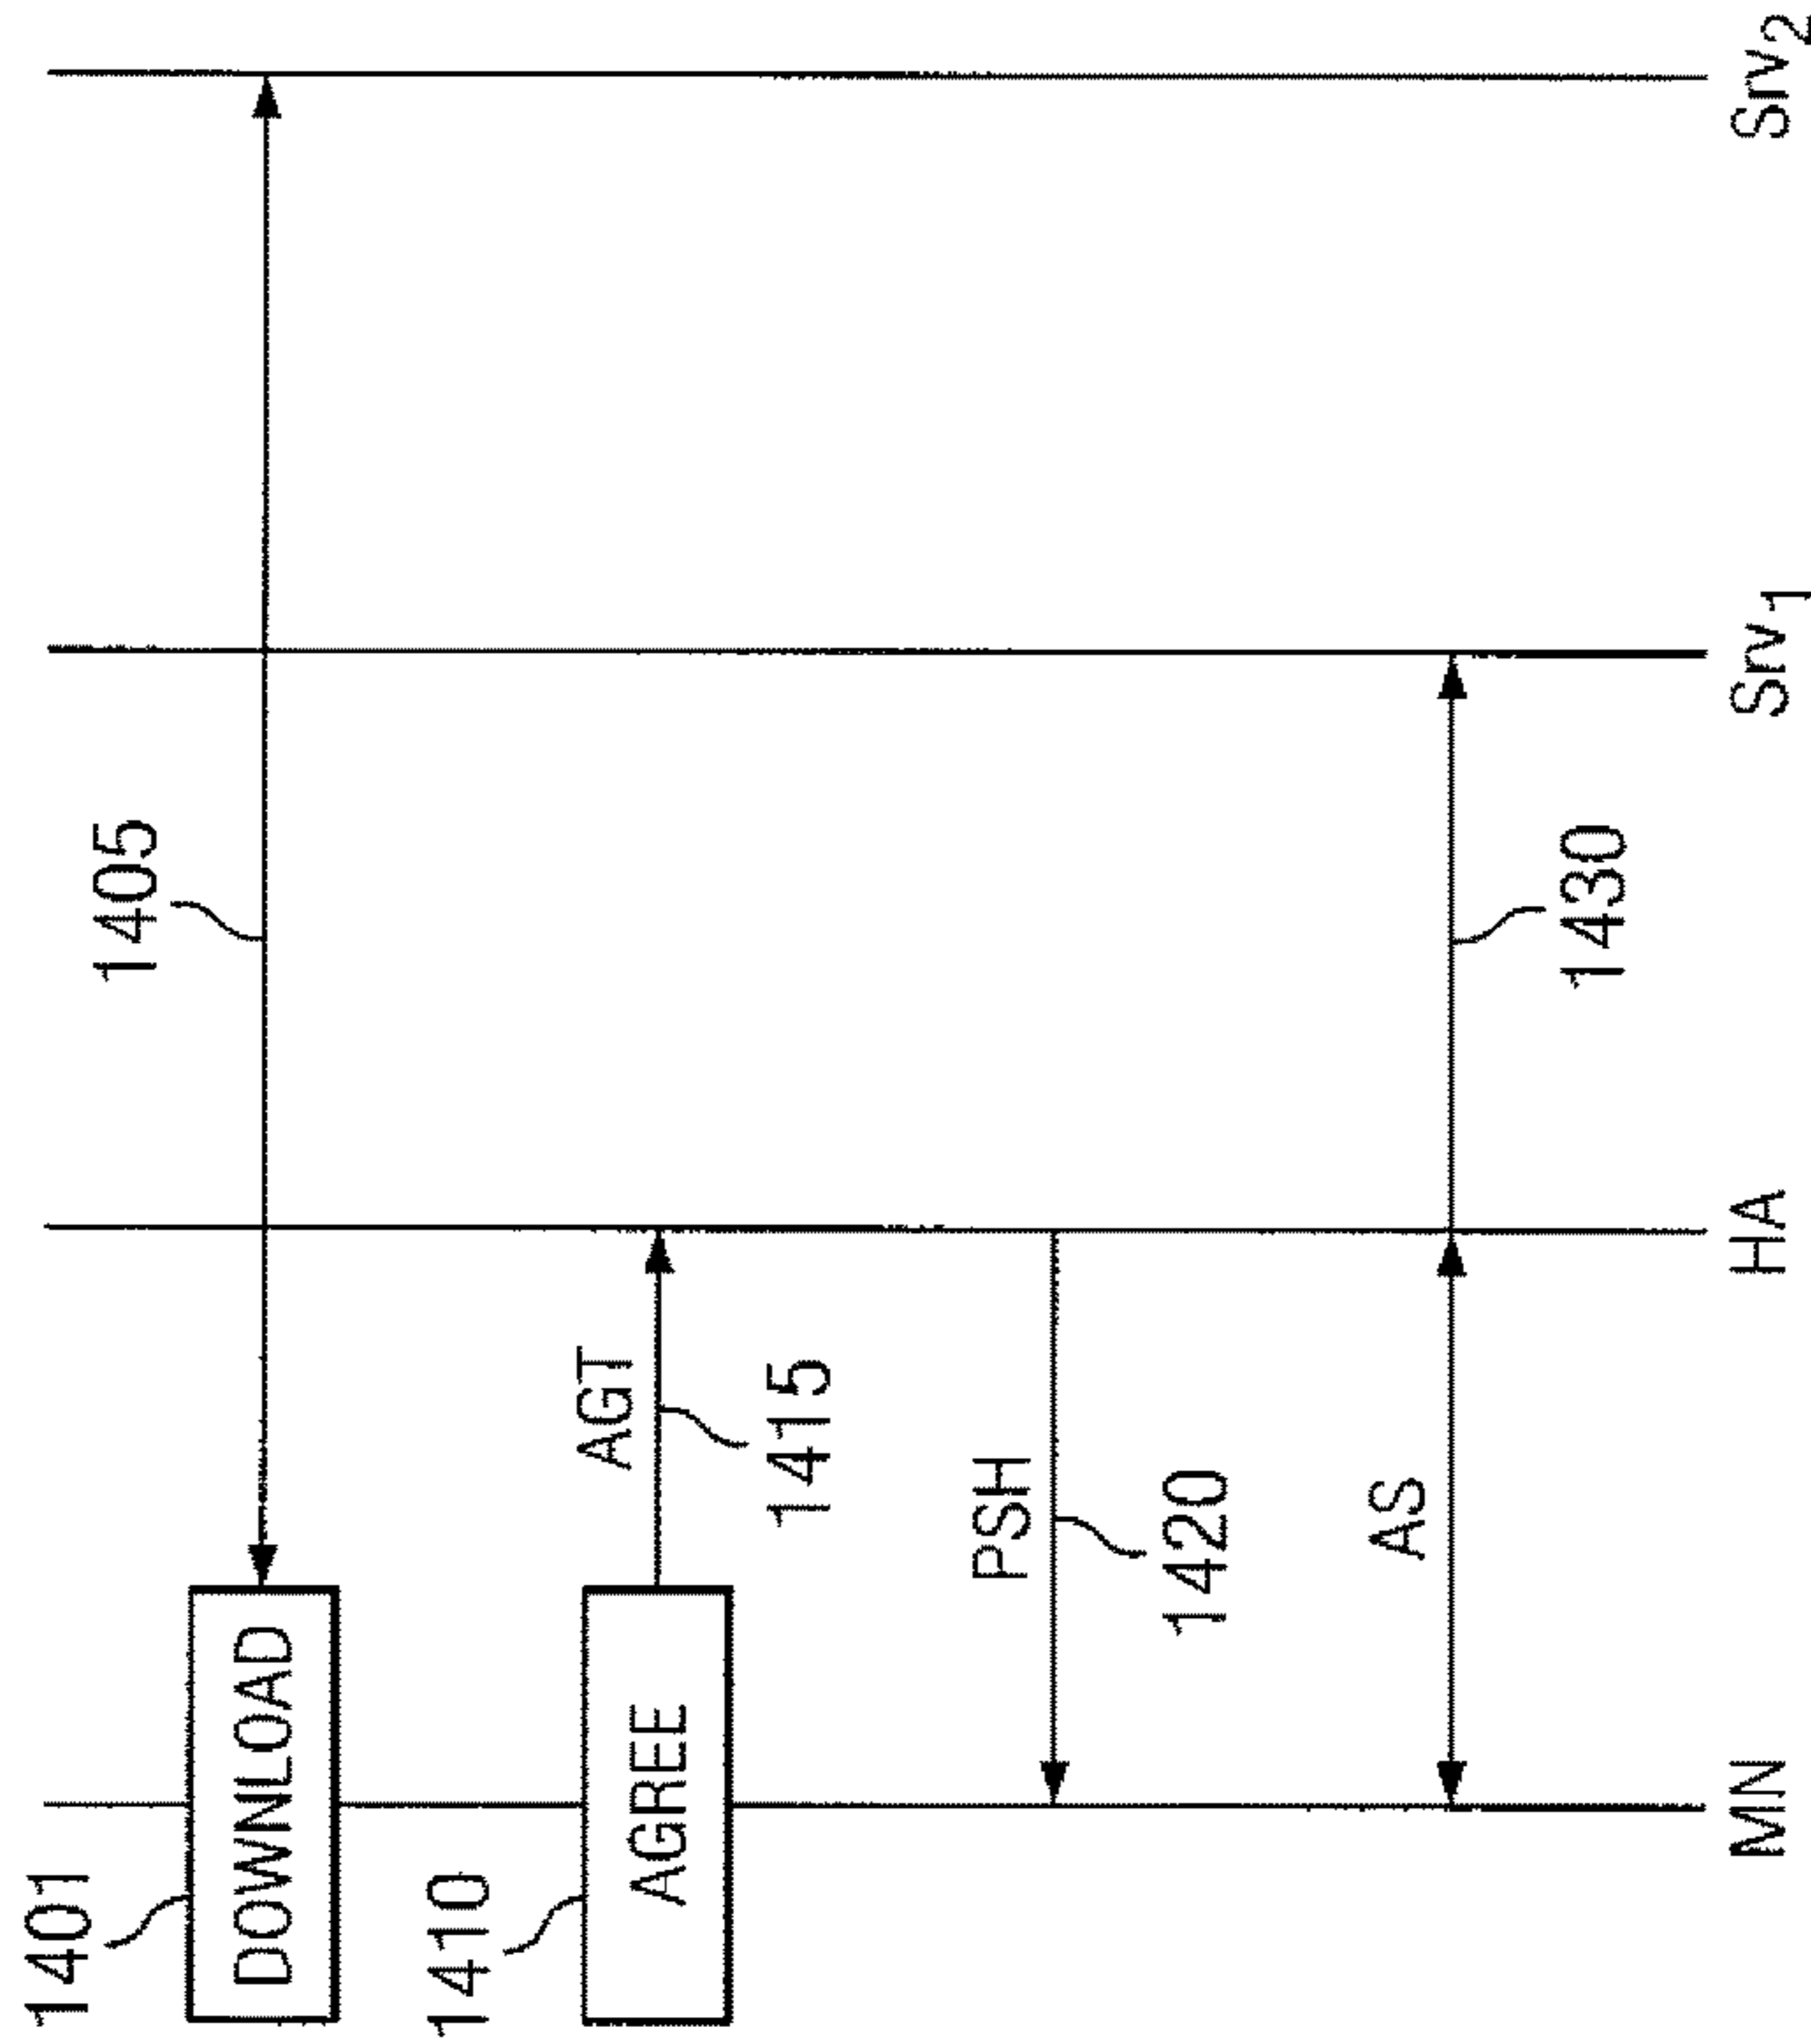 1401
DOWNLOAD
1405
1410
AGREE
AGT
1415
PSH
1420
AS
1430
MN
HA
Srv1
Srv2